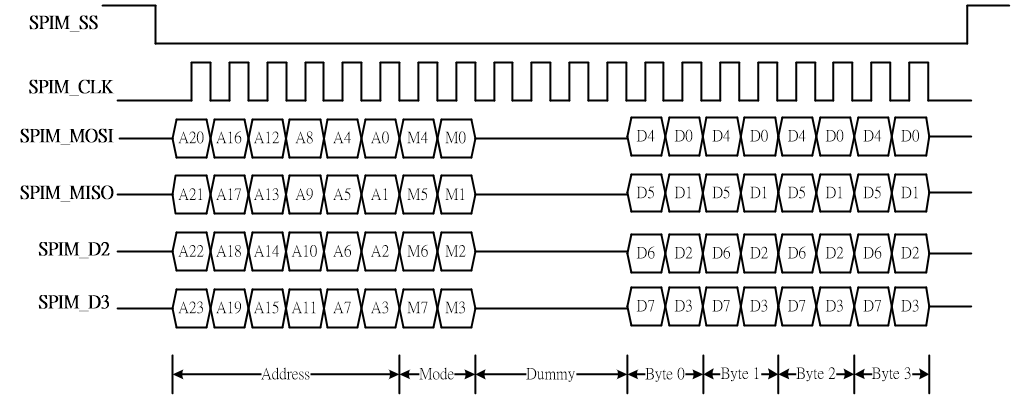 SPIM_SS
SPIM_CLK
SPIM_MOSI A20 A16 A12 A8 A4 A0 M4 M0 D4 D0 D4 D0 D4 D0 D4 D0
SPIM_MISO A21 A17 A13 A9 A5 A1 M5 M1 D5 D1 D5 D1 D5 D1 D5 D1
SPIM_D2 A22 A18 A14 A10 A6 A2 M6 M2 D6 D2 D6 D2 D6 D2 D6 D2
SPIM_D3 A23 A19 A15 A11 A7 A3 M7 M3 D7 D3 D7 D3 D7 D3 D7 D3
Address Mode Dummy Byte 0 Byte 1 Byte 2 Byte 3